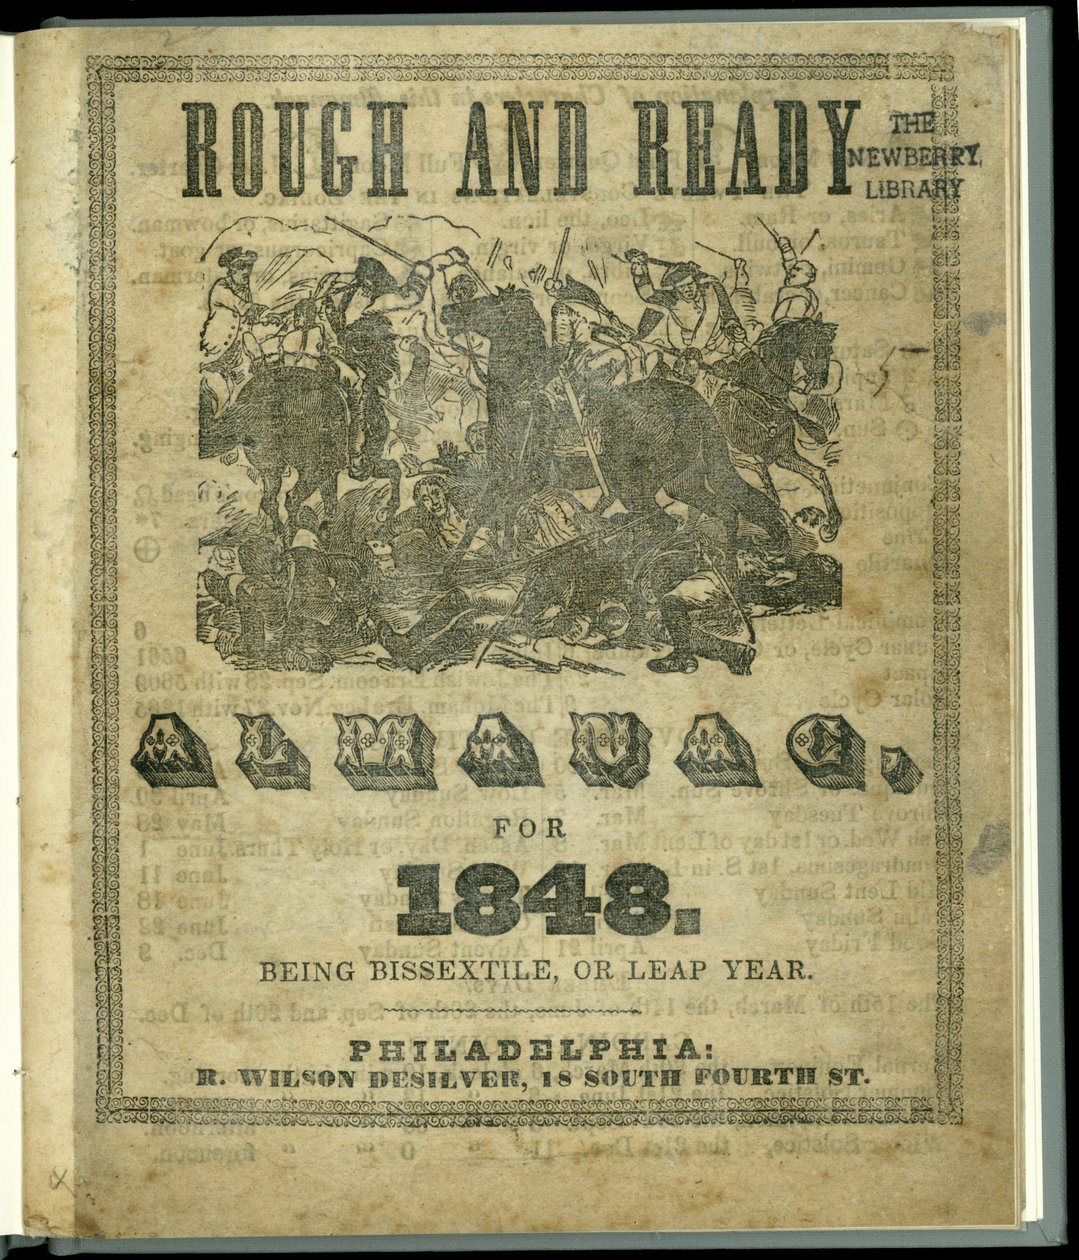 ROUGH AND READY
THE
NEWBERRY
LIBRARY
ALMANAC,
FOR
1848.
BEING BISSEXTILE, OR LEAP YEAR.
PHILADELPHIA:
R. WILSON DESILVER, 18 SOUTH FOURTH ST.